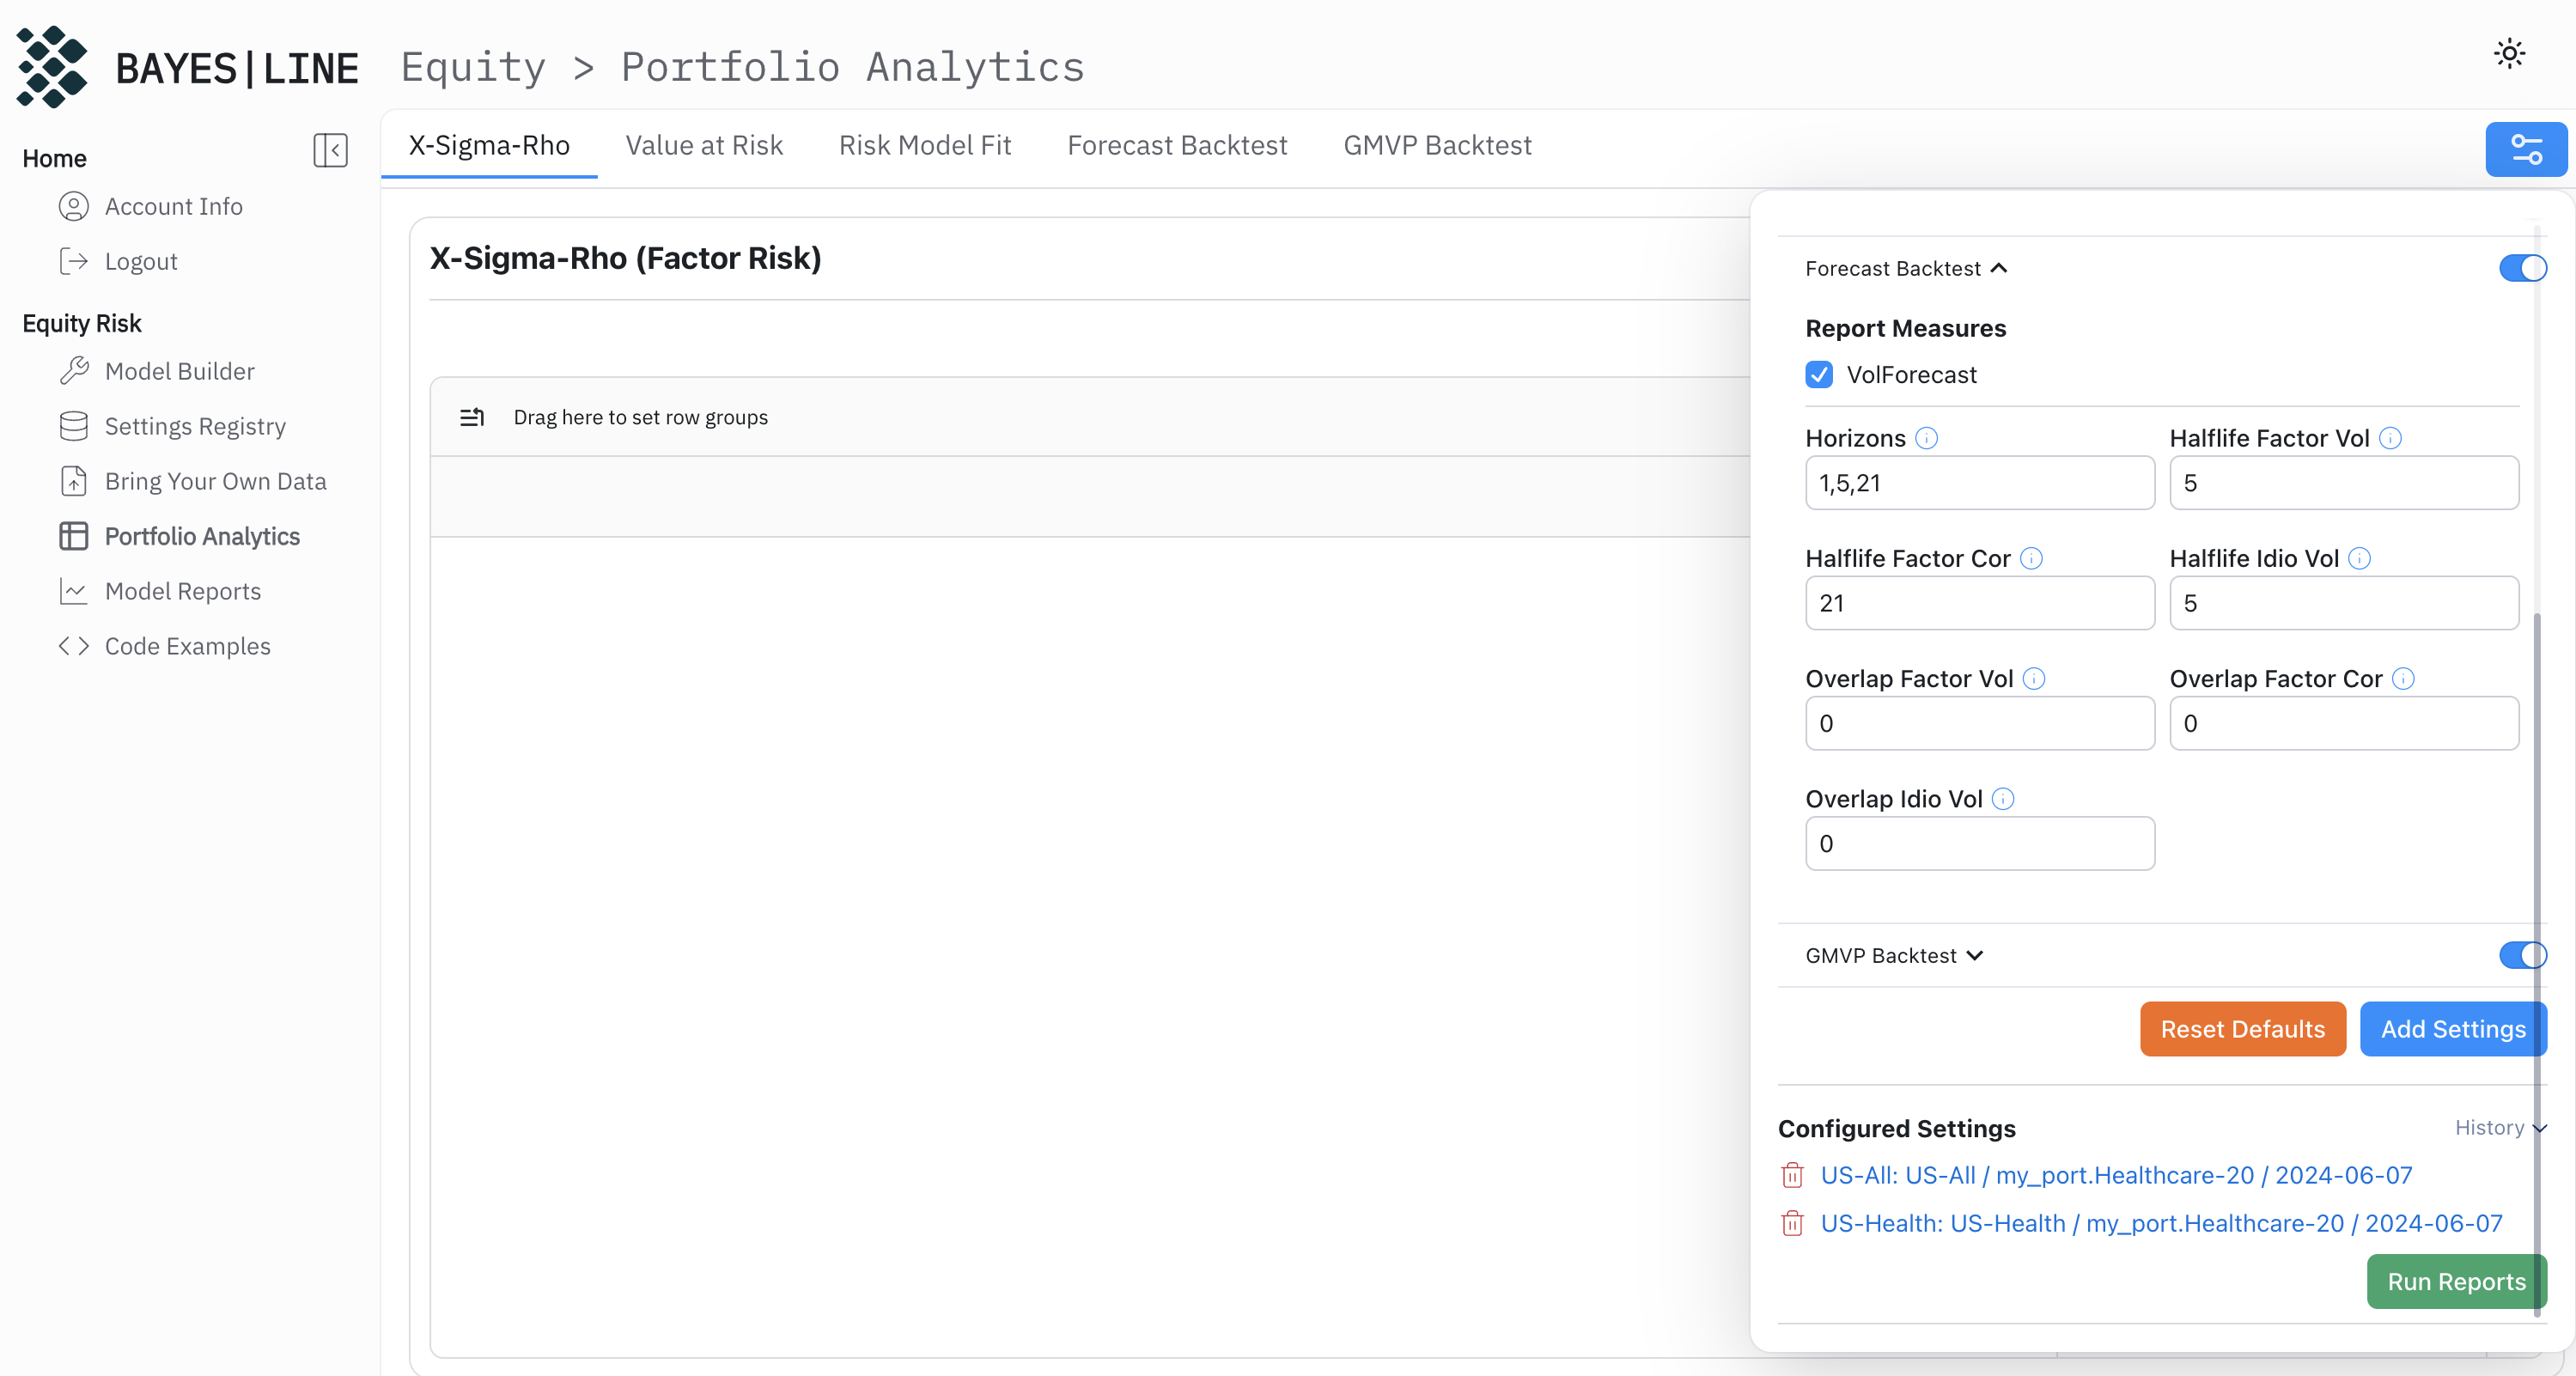 BAYES|LINE
Equity > Portfolio Analytics
Home
Account Info
Logout
Equity Risk
Model Builder
Settings Registry
Bring Your Own Data
Portfolio Analytics
Model Reports
Code Examples
X-Sigma-Rho Value at Risk Risk Model Fit Forecast Backtest GMVP Backtest
X-Sigma-Rho (Factor Risk)
Drag here to set row groups
Forecast Backtest
Report Measures
VolForecast
Horizons Halflife Factor Vol
1,5,21 5
Halflife Factor Cor Halflife Idio Vol
21 5
Overlap Factor Vol Overlap Factor Cor
0 0
Overlap Idio Vol
0
GMVP Backtest
Reset Defaults Add Settings
Configured Settings History
US-All: US-All / my_port.Healthcare-20 / 2024-06-07
US-Health: US-Health / my_port.Healthcare-20 / 2024-06-07
Run Reports